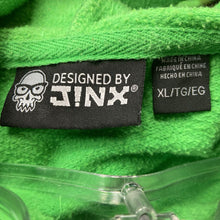 DESIGNED BY
J!NX®
MADE IN CHINA
FABRIQUÉ EN CHINE
HECHO EN CHINA
XL/TG/EG